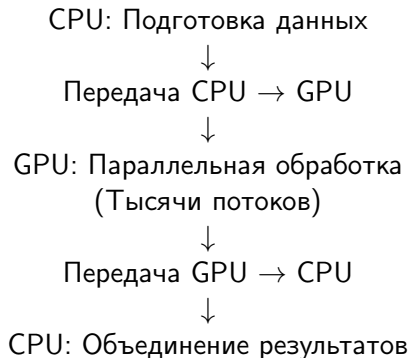 CPU: Подготовка данных
↓
Передача CPU → GPU
↓
GPU: Параллельная обработка
(Тысячи потоков)
↓
Передача GPU → CPU
↓
CPU: Объединение результатов